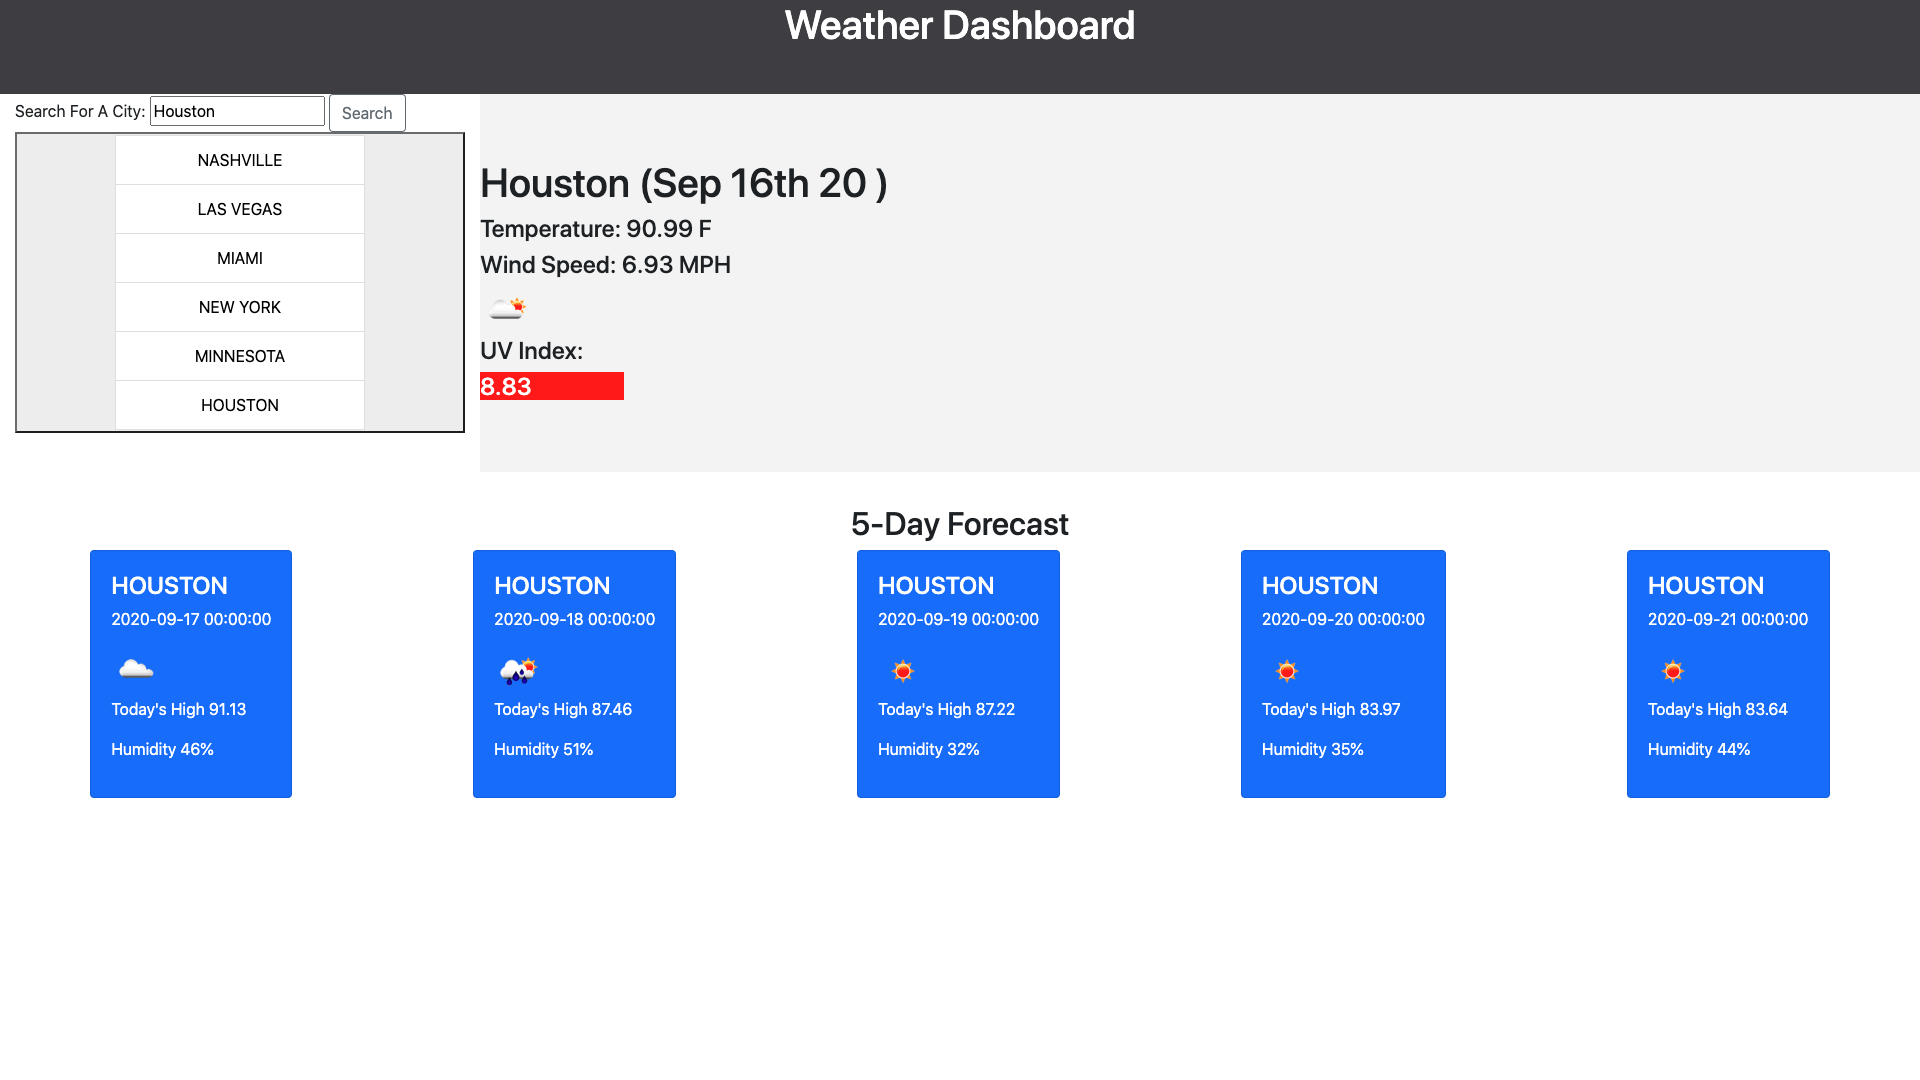 Weather Dashboard
Search For A City: Houston Search
NASHVILLE
LAS VEGAS
MIAMI
NEW YORK
MINNESOTA
HOUSTON
Houston (Sep 16th 20 )
Temperature: 90.99 F
Wind Speed: 6.93 MPH
UV Index:
8.83
5-Day Forecast
HOUSTON
2020-09-17 00:00:00
Today's High 91.13
Humidity 46%
HOUSTON
2020-09-18 00:00:00
Today's High 87.46
Humidity 51%
HOUSTON
2020-09-19 00:00:00
Today's High 87.22
Humidity 32%
HOUSTON
2020-09-20 00:00:00
Today's High 83.97
Humidity 35%
HOUSTON
2020-09-21 00:00:00
Today's High 83.64
Humidity 44%